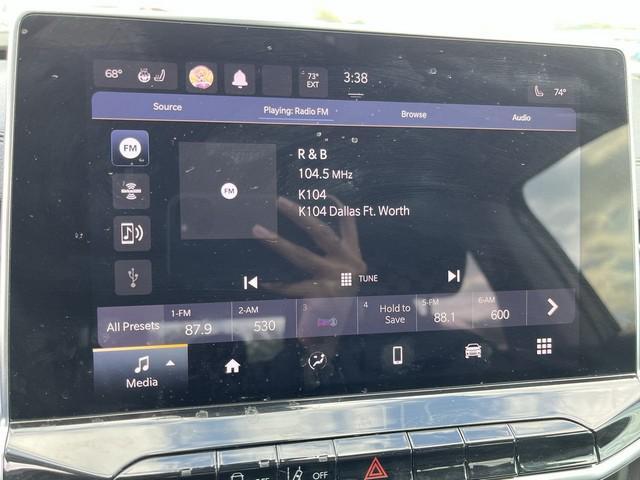 68° 73° EXT 3:38 74°
Source Playing: Radio FM Browse Audio
FM
R & B
104.5 MHz
FM
K104
K104 Dallas Ft. Worth
TUNE
All Presets
1-FM 87.9
2-AM 530
3
4 Hold to Save
5-FM 88.1
6-AM 600
Media
OFF OFF